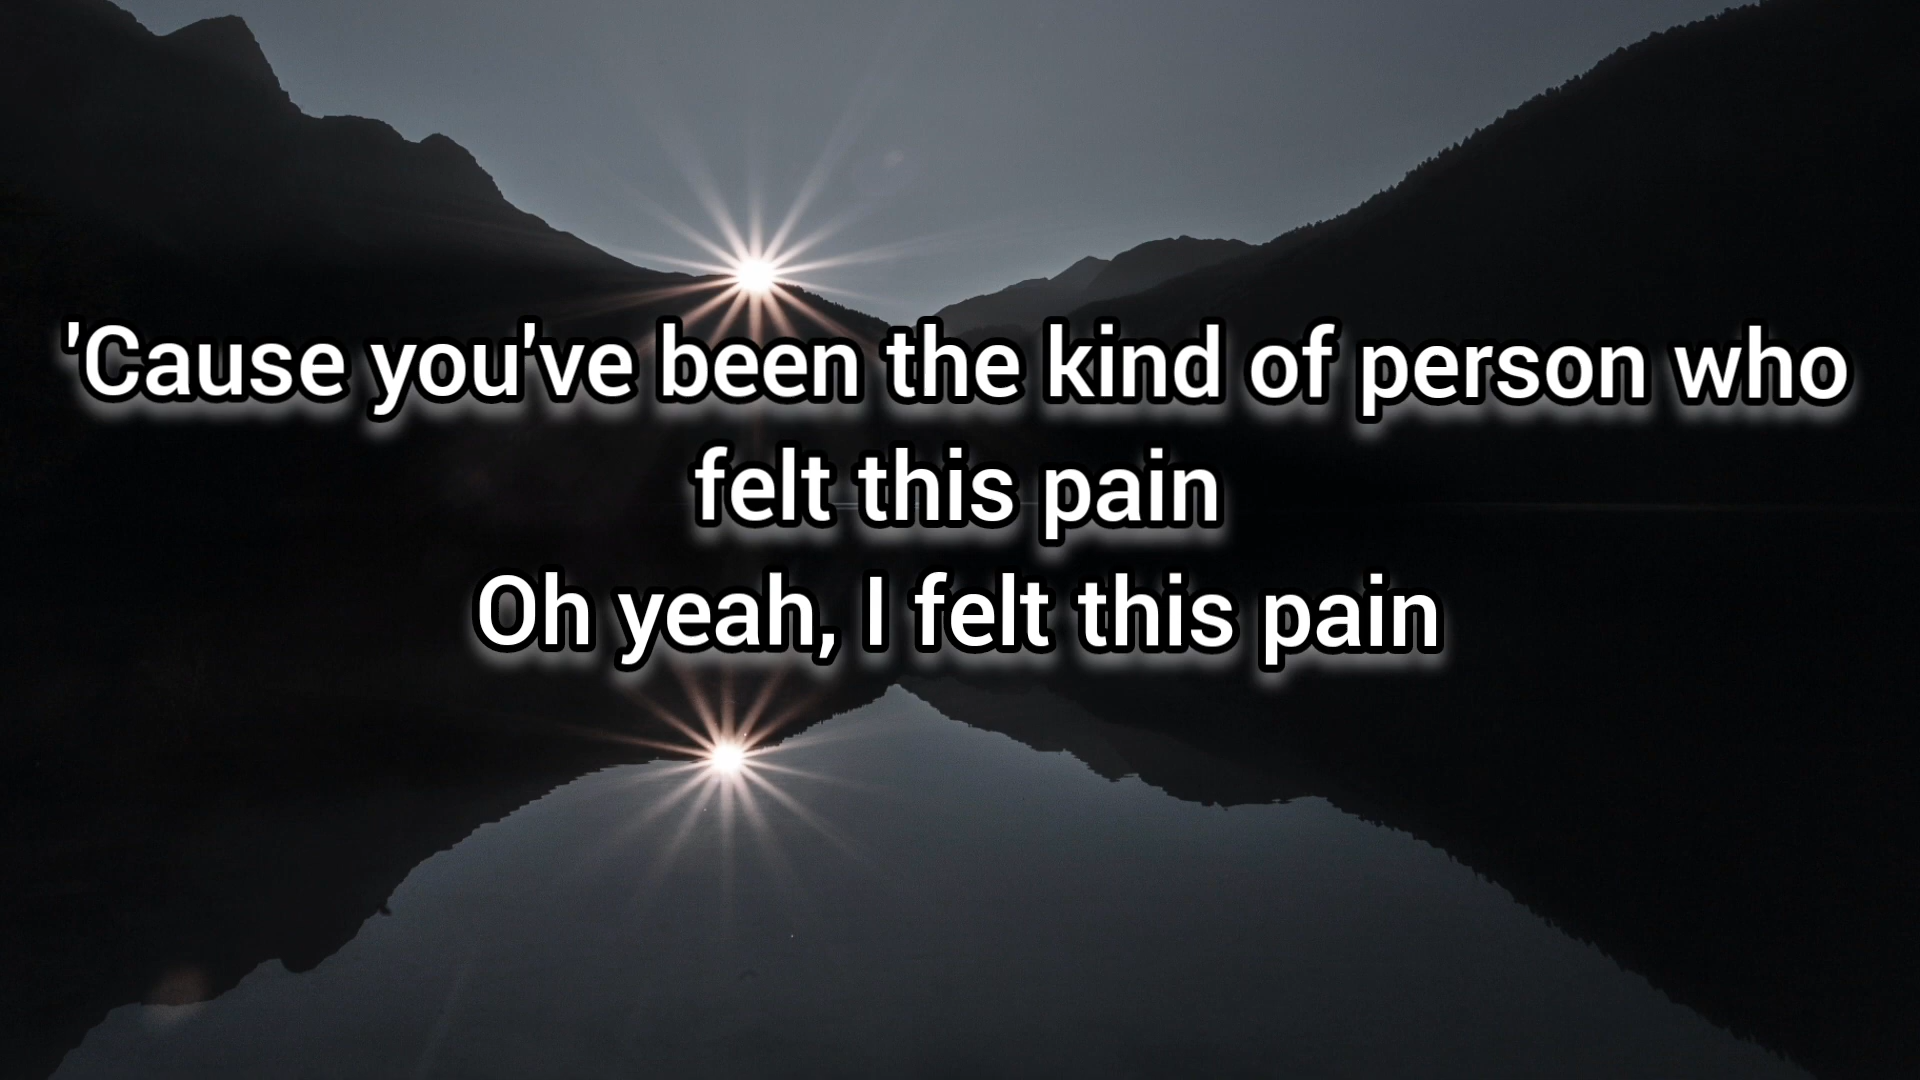 'Cause you've been the kind of person who
felt this pain
Oh yeah, I felt this pain